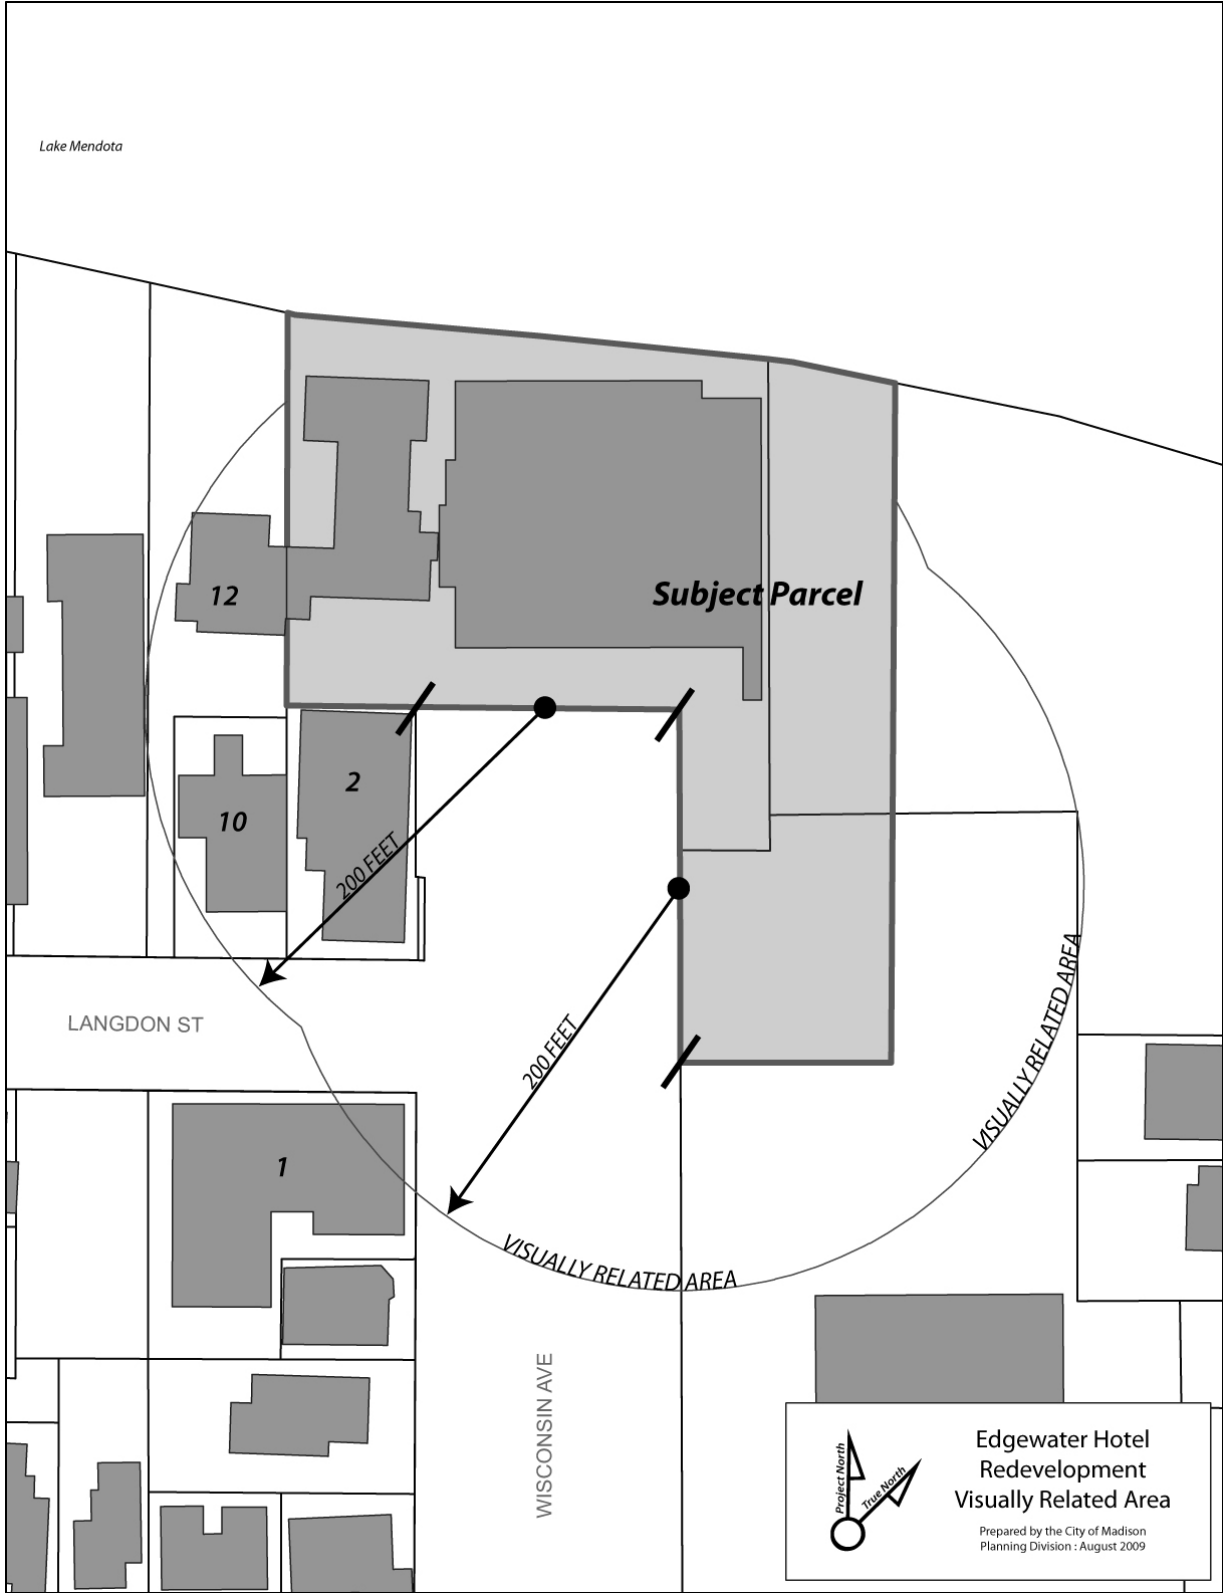 Lake Mendota
Subject Parcel
12
2
10
200 FEET
VISUALLY RELATED AREA
LANGDON ST
200 FEET
1
VISUALLY RELATED AREA
WISCONSIN AVE
Project North
True North
Edgewater Hotel
Redevelopment
Visually Related Area
Prepared by the City of Madison
Planning Division : August 2009